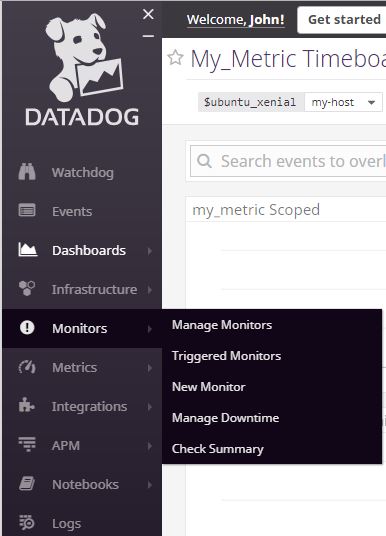 Welcome, John!
Get started
My_Metric Timeboa
DATADOG
$ubuntu_xenial
my-host
Search events to overl
my_metric Scoped
Watchdog
Events
Dashboards
Infrastructure
Monitors
Metrics
Integrations
APM
Notebooks
Logs
Manage Monitors
Triggered Monitors
New Monitor
Manage Downtime
Check Summary